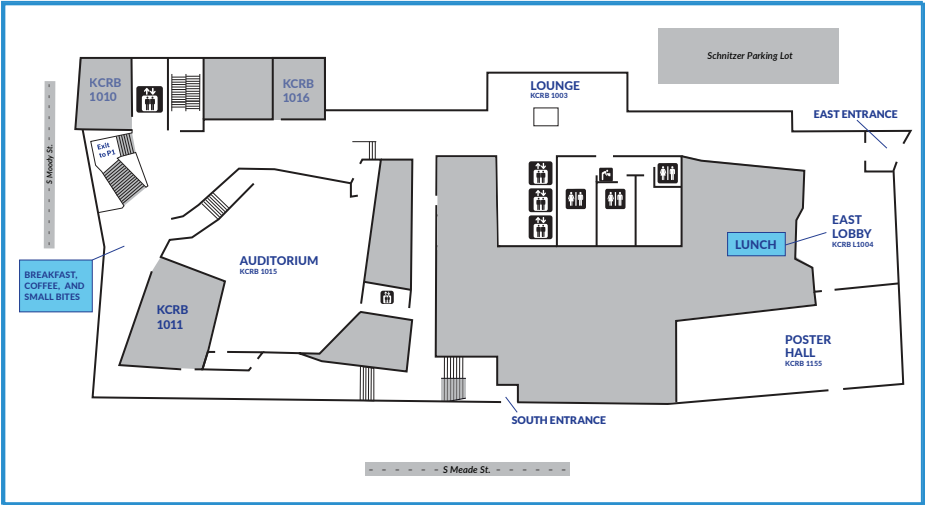 Schnitzer Parking Lot
KCRB
1010
KCRB
1016
LOUNGE
KCRB 1003
EAST ENTRANCE
S Moody St.
Exit
to P1
EAST
LOBBY
KCRB L1004
LUNCH
AUDITORIUM
KCRB 1015
BREAKFAST,
COFFEE, AND
SMALL BITES
KCRB
1011
POSTER
HALL
KCRB 1155
SOUTH ENTRANCE
S Meade St.